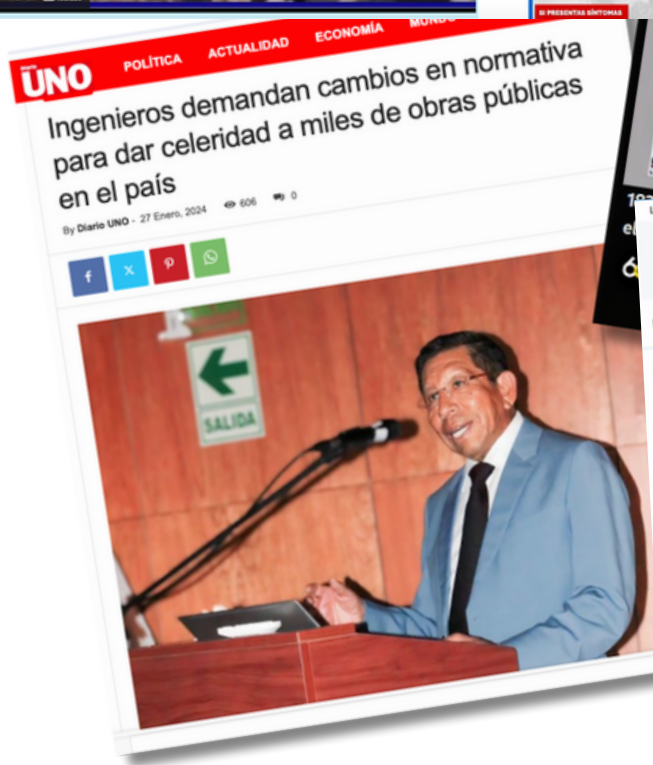 SI PRESENTAS SÍNTOMAS
Diario
UNO
POLÍTICA ACTUALIDAD ECONOMÍA MUNDO
Ingenieros demandan cambios en normativa
para dar celeridad a miles de obras públicas
en el país
By Diario UNO - 27 Enero, 2024 606 0
SALIDA